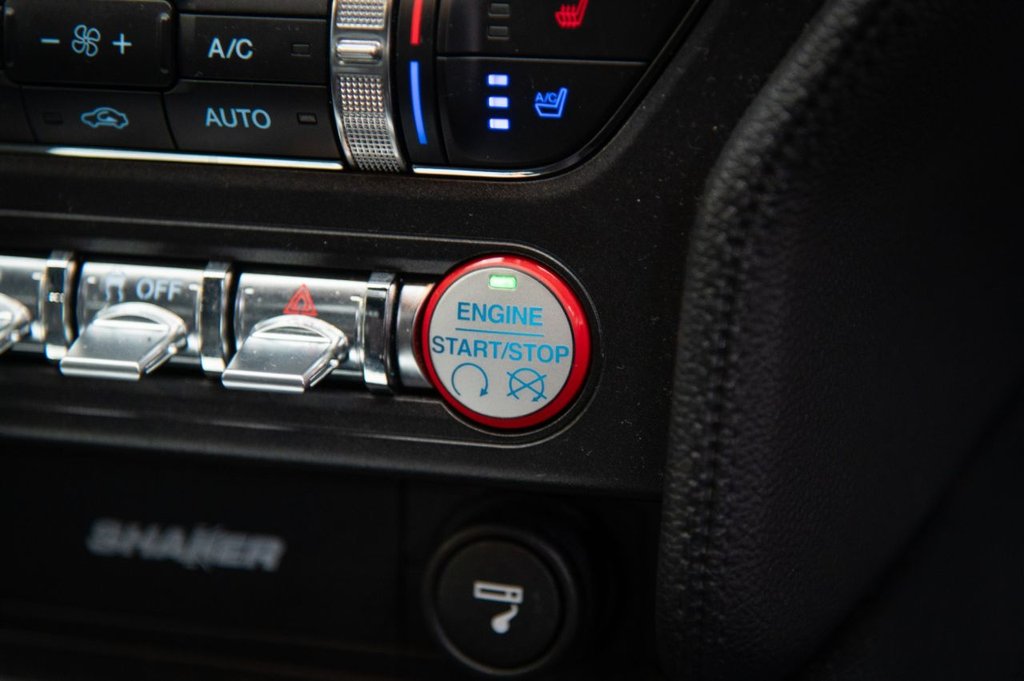 - +
A/C
AUTO
A/C
OFF
ENGINE
START/STOP
SHAKER